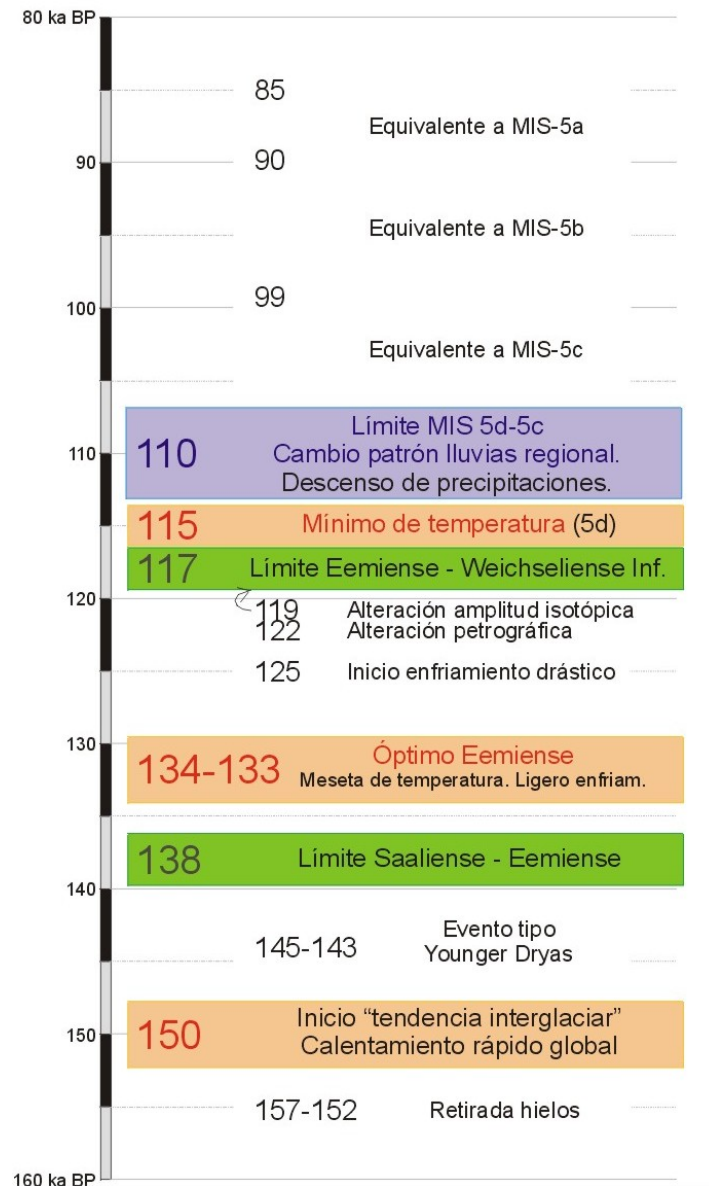 80 ka BP
85
Equivalente a MIS-5a
90
90
Equivalente a MIS-5b
99
100
Equivalente a MIS-5c
Límite MIS 5d-5c
110
110
Cambio patrón lluvias regional.
Descenso de precipitaciones.
115 Mínimo de temperatura (5d)
117 Límite Eemiense - Weichseliense Inf.
120
119 Alteración amplitud isotópica
122 Alteración petrográfica
125 Inicio enfriamiento drástico
130
134-133 Óptimo Eemiense
Meseta de temperatura. Ligero enfriam.
138 Límite Saaliense - Eemiense
140
145-143 Evento tipo
Younger Dryas
150
150 Inicio “tendencia interglaciar”
Calentamiento rápido global
157-152 Retirada hielos
160 ka BP